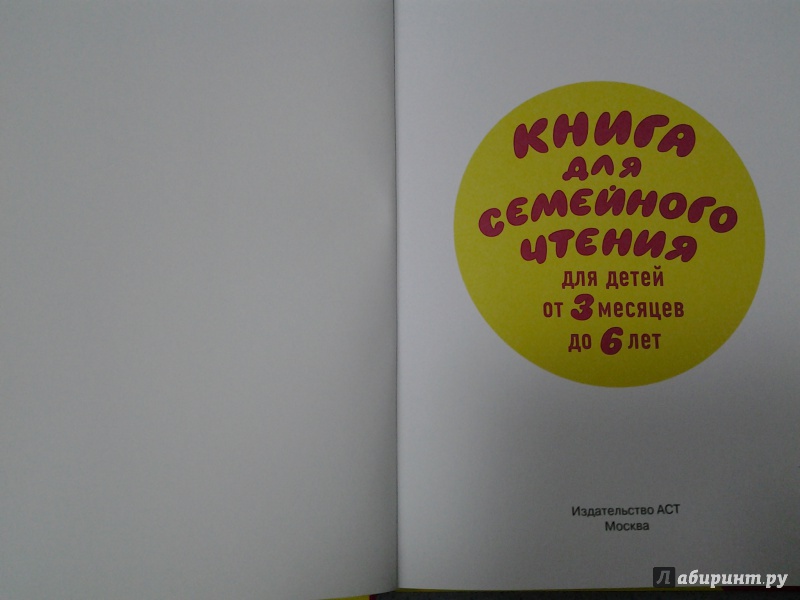 КНИГА
ДЛЯ
СЕМЕЙНОГО
ЧТЕНИЯ
для детей
от 3 месяцев
до 6 лет
Издательство АСТ
Москва
Лабиринт.ру